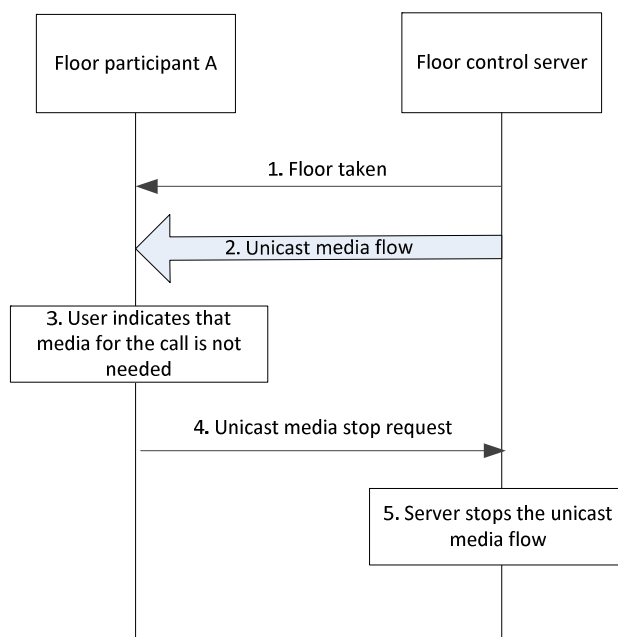 Floor participant A
Floor control server
1. Floor taken
2. Unicast media flow
3. User indicates that
media for the call is not
needed
4. Unicast media stop request
5. Server stops the unicast
media flow